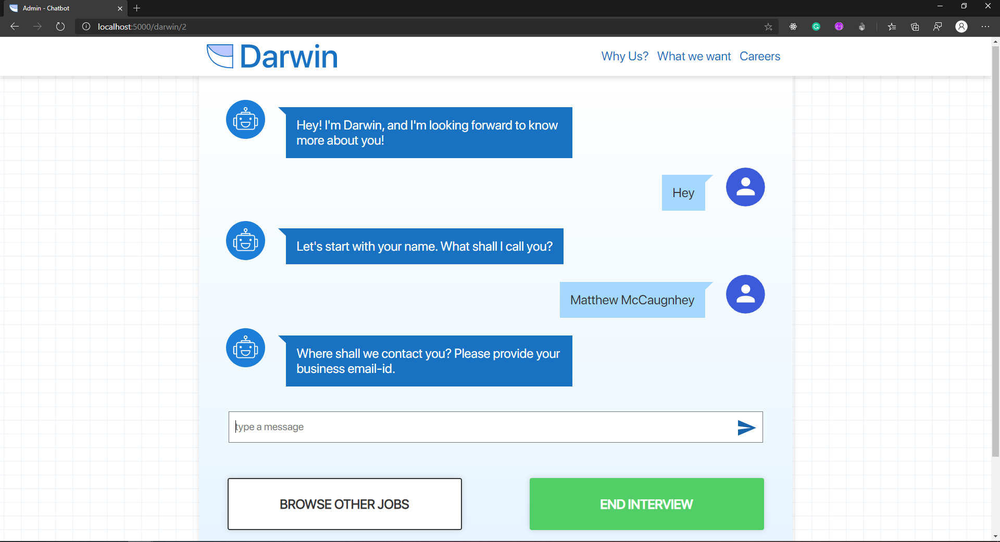 Admin - Chatbot
localhost:5000/darwin/2
Darwin
Why Us? What we want Careers
Hey! I'm Darwin, and I'm looking forward to know
more about you!
Hey
Let's start with your name. What shall I call you?
Matthew McCaugnhey
Where shall we contact you? Please provide your
business email-id.
type a message
BROWSE OTHER JOBS
END INTERVIEW